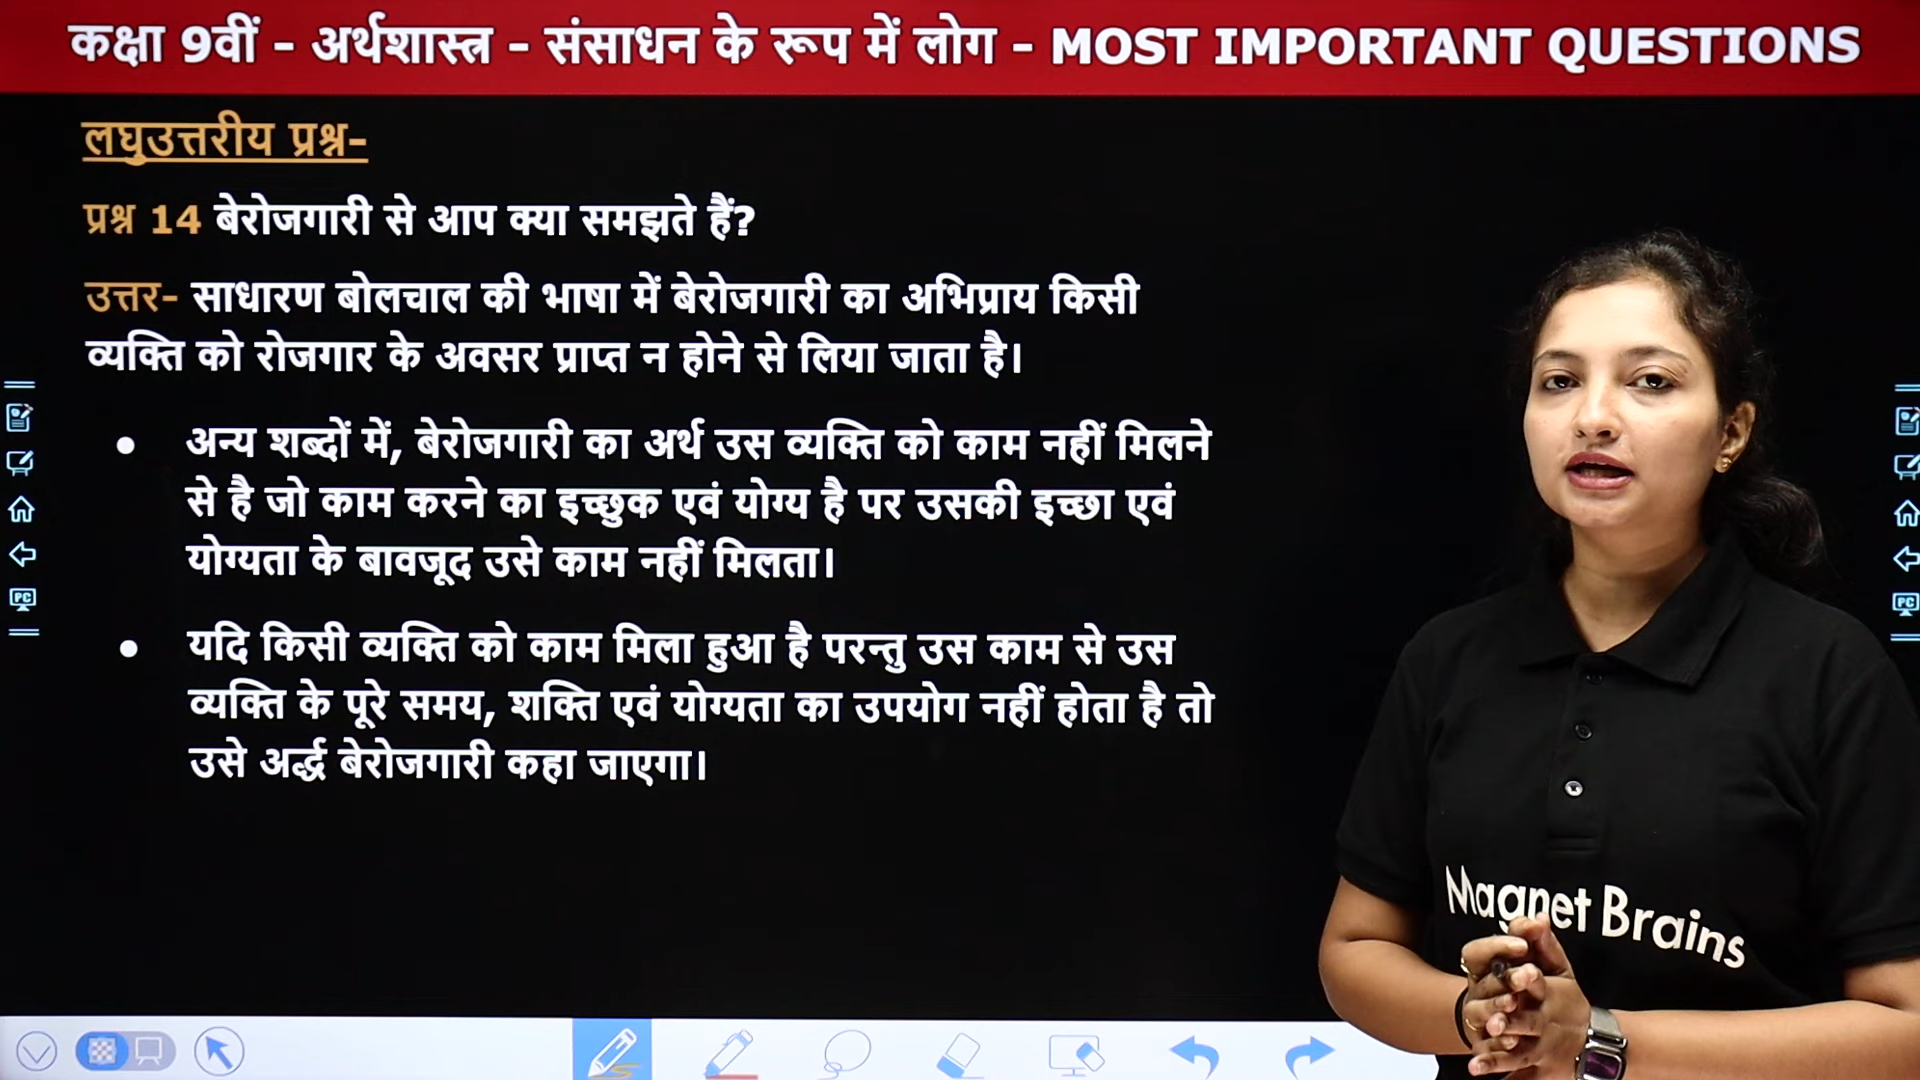 कक्षा 9वीं - अर्थशास्त्र - संसाधन के रूप में लोग - MOST IMPORTANT QUESTIONS
लघुउत्तरीय प्रश्न-
प्रश्न 14 बेरोजगारी से आप क्या समझते हैं?
उत्तर- साधारण बोलचाल की भाषा में बेरोजगारी का अभिप्राय किसी
व्यक्ति को रोजगार के अवसर प्राप्त न होने से लिया जाता है।
• अन्य शब्दों में, बेरोजगारी का अर्थ उस व्यक्ति को काम नहीं मिलने
से है जो काम करने का इच्छुक एवं योग्य है पर उसकी इच्छा एवं
योग्यता के बावजूद उसे काम नहीं मिलता।
• यदि किसी व्यक्ति को काम मिला हुआ है परन्तु उस काम से उस
व्यक्ति के पूरे समय, शक्ति एवं योग्यता का उपयोग नहीं होता है तो
उसे अर्द्ध बेरोजगारी कहा जाएगा।
PC
PC
Magnet Brains